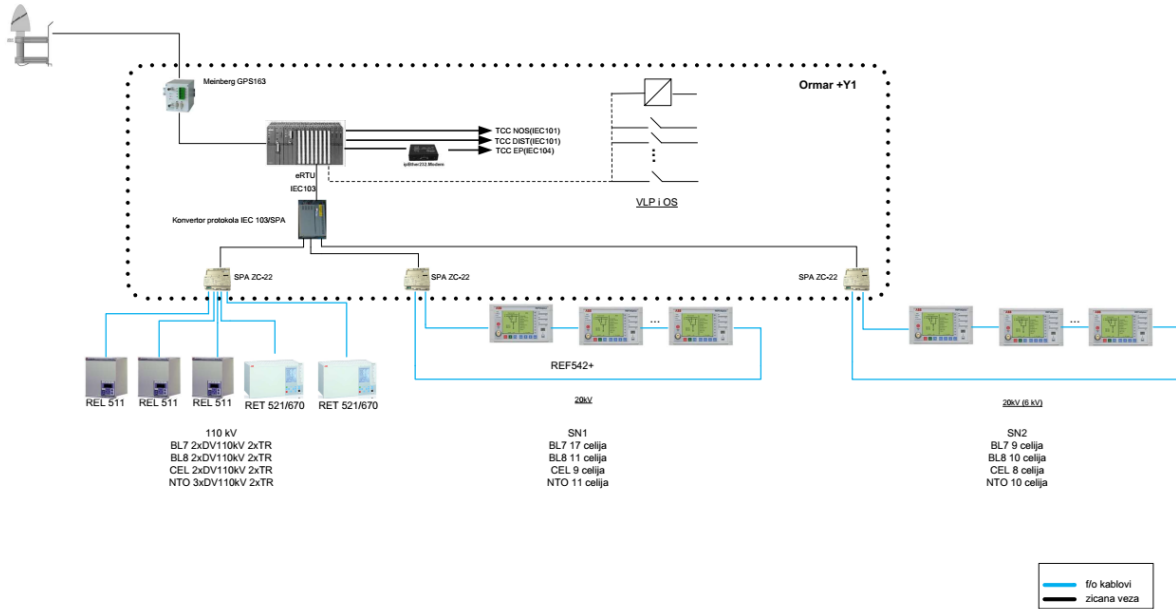 Meinberg GPS163
Ormar +Y1
TCC NOS(IEC101)
TCC DIST(IEC101)
TCC EP(IEC104)
IpEther232.Modem
eRTU
IEC103
VLP i OS
Konvertor protokola IEC 103/SPA
SPA ZC-22
SPA ZC-22
SPA ZC-22
...
...
REL 511
REL 511
REL 511
RET 521/670
RET 521/670
REF542+
20kV
20kV (6 kV)
110 kV
BL7 2xDV110kV 2xTR
BL8 2xDV110kV 2xTR
CEL 2xDV110kV 2xTR
NTO 3xDV110kV 2xTR
SN1
BL7 17 celija
BL8 11 celija
CEL 9 celija
NTO 11 celija
SN2
BL7 9 celija
BL8 10 celija
CEL 8 celija
NTO 10 celija
f/o kablovi
zicana veza